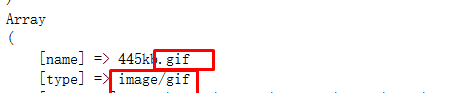 )
Array
(
[name] => 445kb.gif
[type] => image/gif